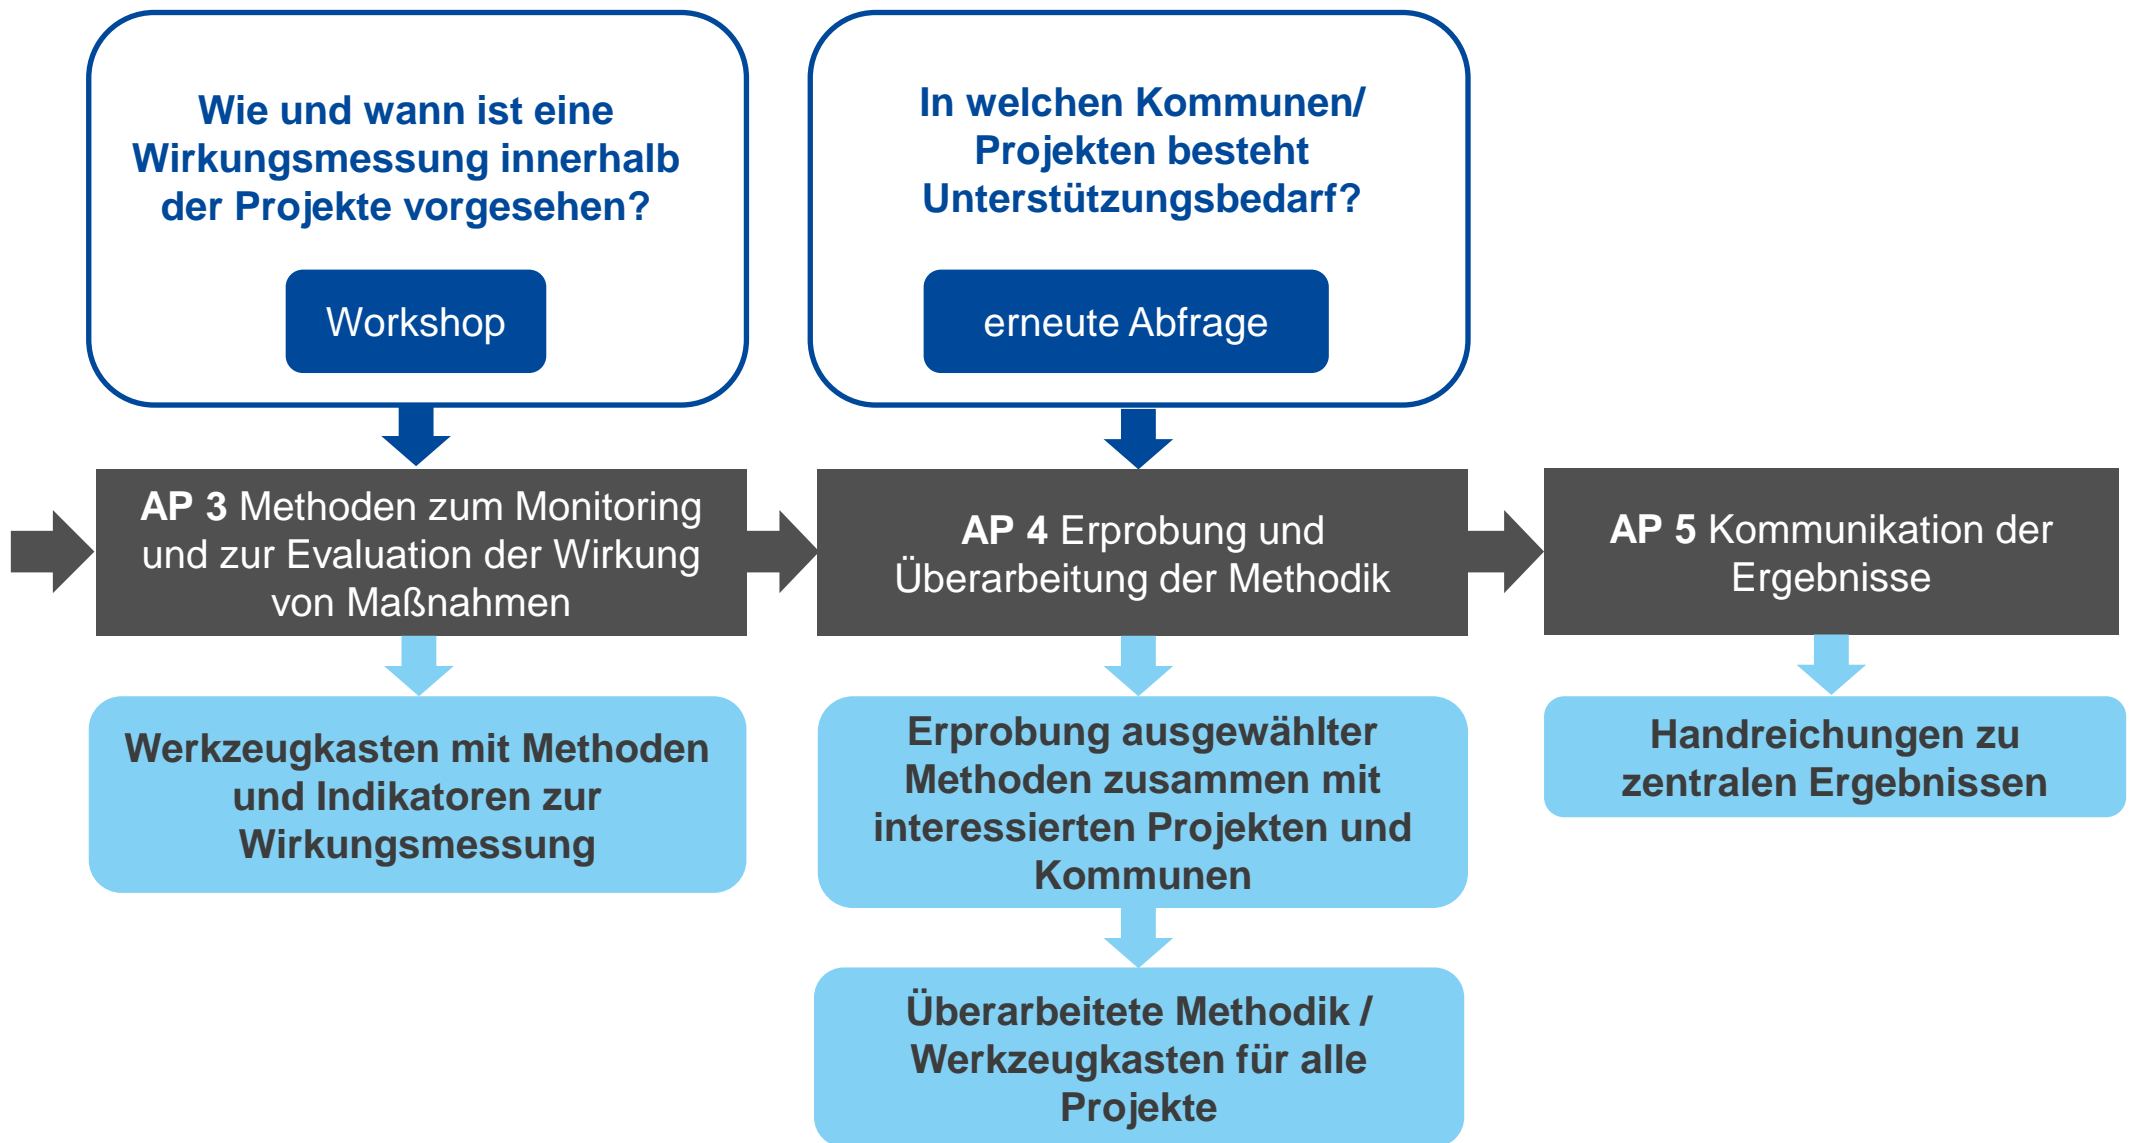 Wie und wann ist eine
Wirkungsmessung innerhalb
der Projekte vorgesehen?
Workshop
In welchen Kommunen/
Projekten besteht
Unterstützungsbedarf?
erneute Abfrage
AP 3 Methoden zum Monitoring
und zur Evaluation der Wirkung
von Maßnahmen
AP 4 Erprobung und
Überarbeitung der Methodik
AP 5 Kommunikation der
Ergebnisse
Werkzeugkasten mit Methoden
und Indikatoren zur
Wirkungsmessung
Erprobung ausgewählter
Methoden zusammen mit
interessierten Projekten und
Kommunen
Handreichungen zu
zentralen Ergebnissen
Überarbeitete Methodik /
Werkzeugkasten für alle
Projekte